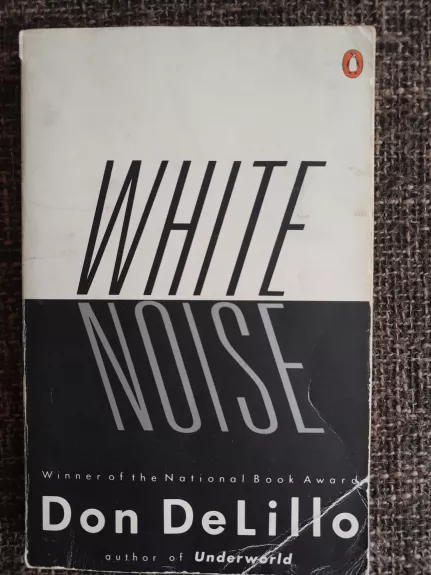 WHITE
NOISE
Winner of the National Book Award
Don DeLillo
author of Underworld